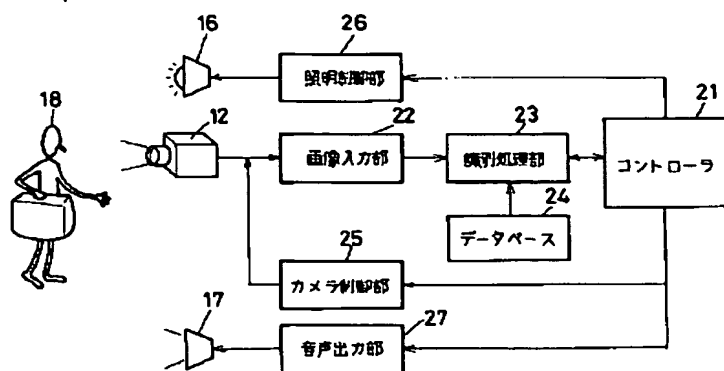 16
26
照明制御部
21
18
12
22
23
画像入力部
識別処理部
コントローラ
24
データベース
25
カメラ制御部
17
27
音声出力部